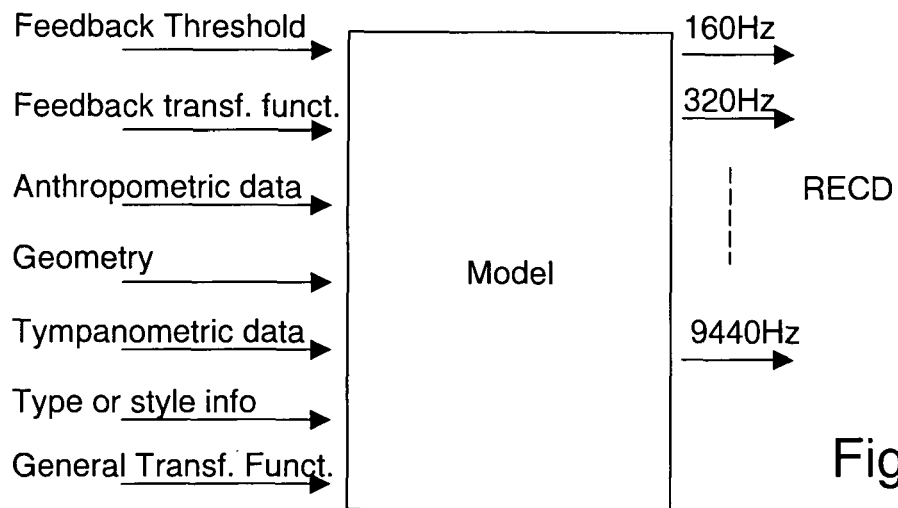 Feedback Threshold
160Hz
Feedback transf. funct.
320Hz
Anthropometric data
RECD
Geometry
Model
Tympanometric data
9440Hz
Type or style info
General Transf. Funct.
Fig